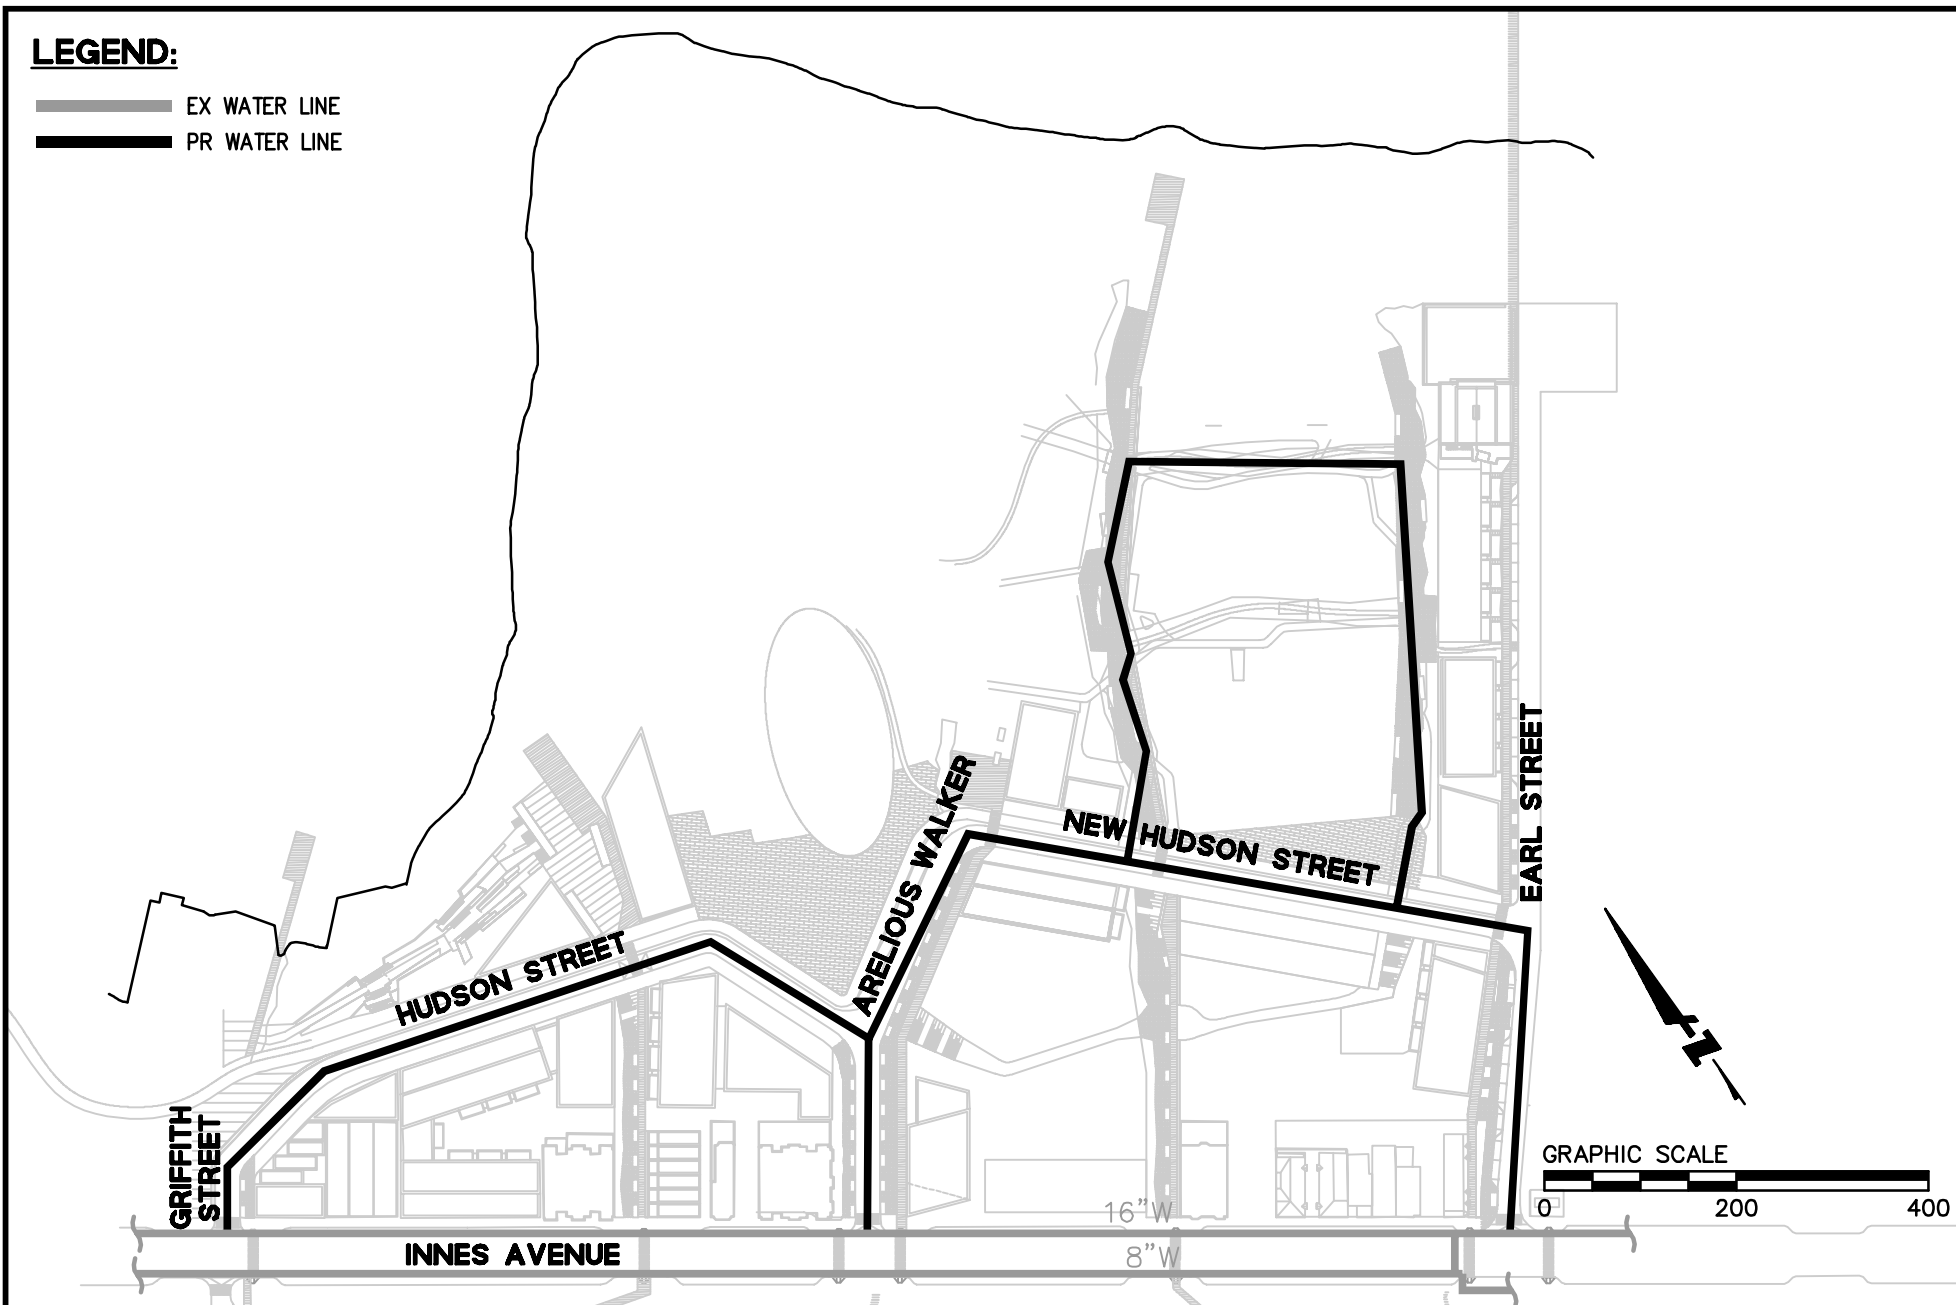 LEGEND:
EX WATER LINE
PR WATER LINE
EARL STREET
ARELIOUS WALKER
NEW HUDSON STREET
HUDSON STREET
GRIFFITH
STREET
GRAPHIC SCALE
0 200 400
16"W
INNES AVENUE
8"W
Z